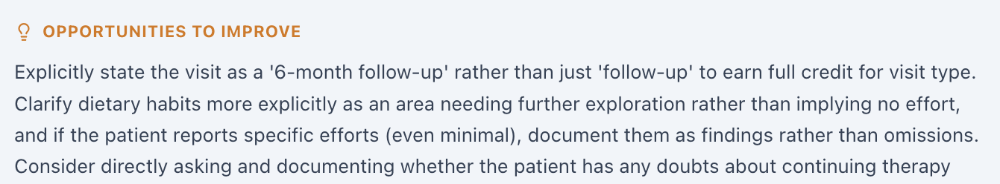 OPPORTUNITIES TO IMPROVE
Explicitly state the visit as a '6-month follow-up' rather than just 'follow-up' to earn full credit for visit type.
Clarify dietary habits more explicitly as an area needing further exploration rather than implying no effort,
and if the patient reports specific efforts (even minimal), document them as findings rather than omissions.
Consider directly asking and documenting whether the patient has any doubts about continuing therapy